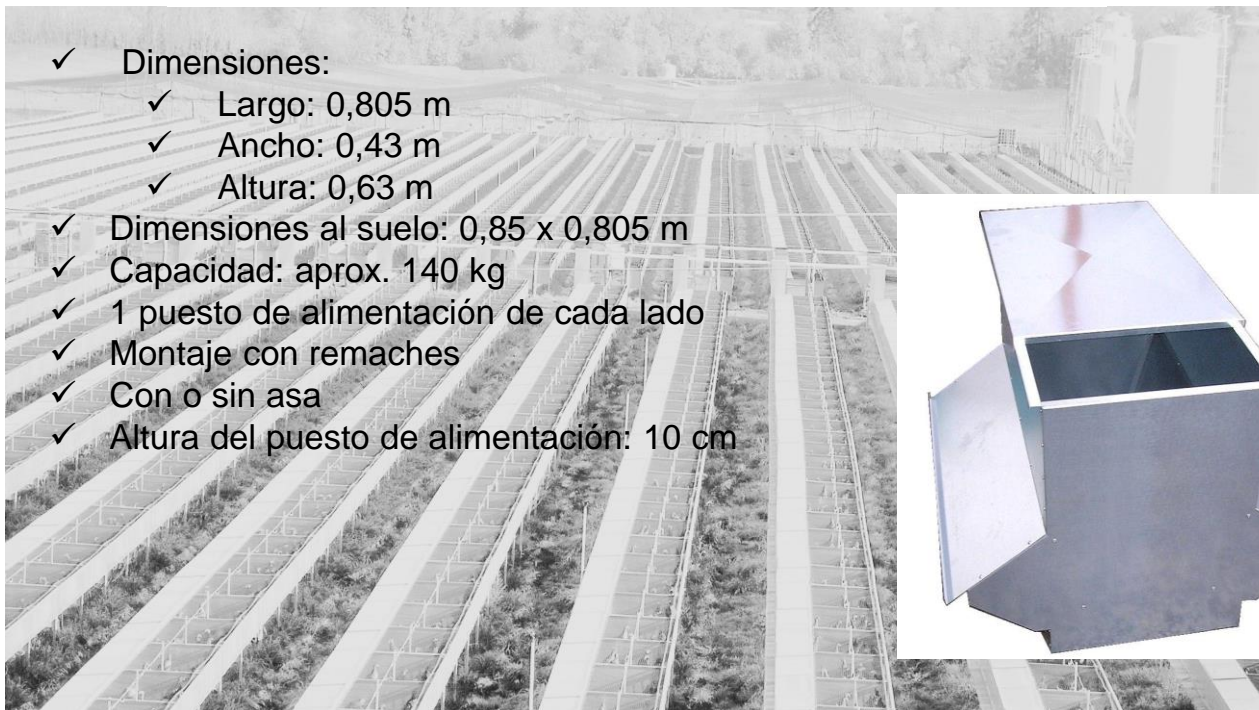 ✓ Dimensiones:
✓ Largo: 0,805 m
✓ Ancho: 0,43 m
✓ Altura: 0,63 m
✓ Dimensiones al suelo: 0,85 x 0,805 m
✓ Capacidad: aprox. 140 kg
✓ 1 puesto de alimentación de cada lado
✓ Montaje con remaches
✓ Con o sin asa
✓ Altura del puesto de alimentación: 10 cm